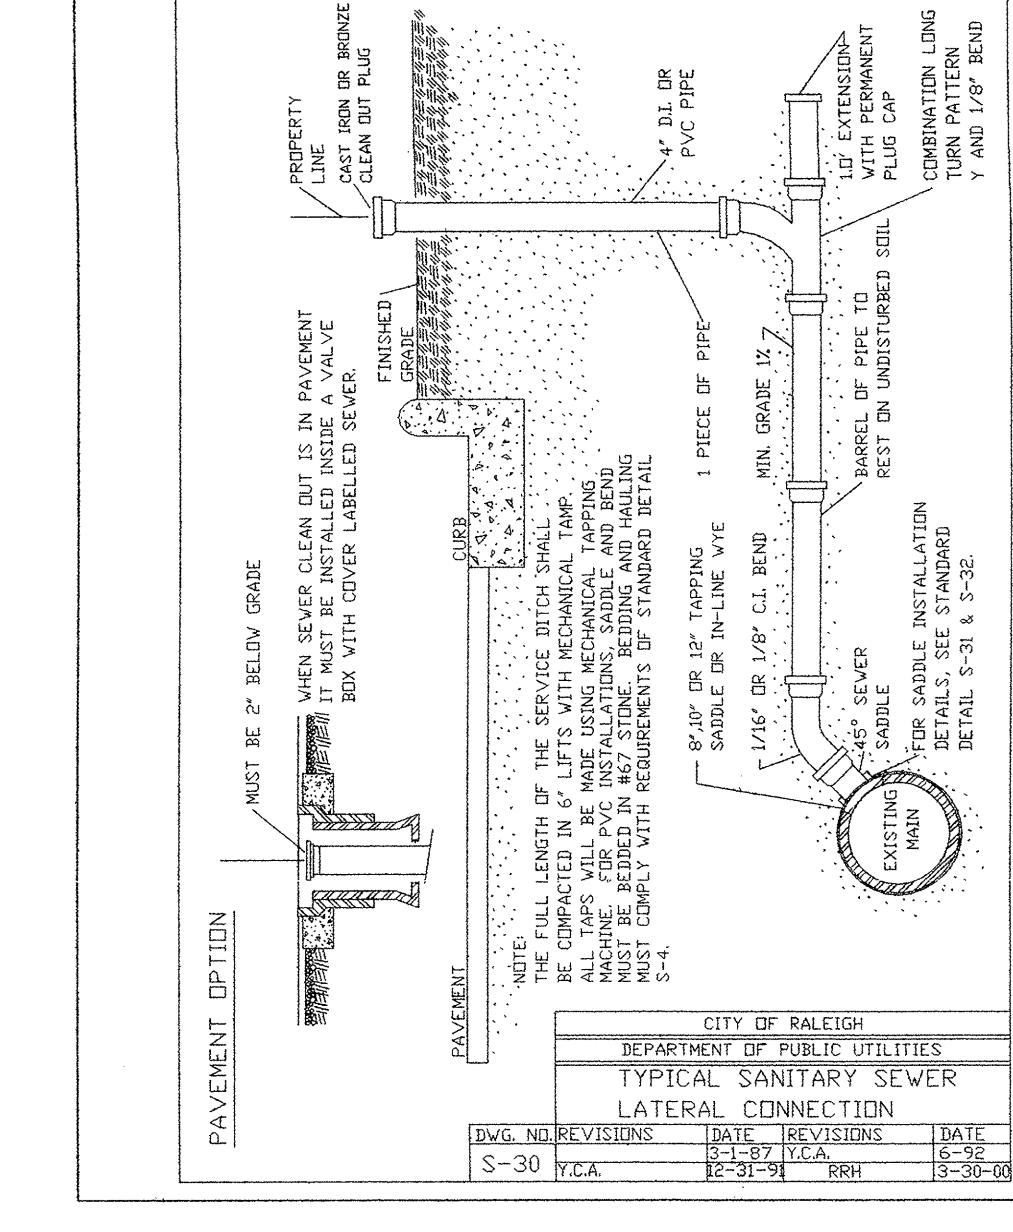 PAVEMENT OPTION
MUST BE 2" BELOW GRADE
WHEN SEWER CLEAN OUT IS IN PAVEMENT
IT MUST BE INSTALLED INSIDE A VALVE
BOX WITH COVER LABELLED SEWER.
PROPERTY
LINE
CAST IRON OR BRONZE
CLEAN OUT PLUG
FINISHED
GRADE
CURB
PAVEMENT
4" D.I. OR
PVC PIPE
1 PIECE OF PIPE
NOTE:
THE FULL LENGTH OF THE SERVICE DITCH SHALL
BE COMPACTED IN 6" LIFTS WITH MECHANICAL TAMP.
ALL TAPS WILL BE MADE USING MECHANICAL TAPPING
MACHINE. FOR PVC INSTALLATIONS, SADDLE AND BEND
MUST BE BEDDED IN #67 STONE. BEDDING AND HAULING
MUST COMPLY WITH REQUIREMENTS OF STANDARD DETAIL
S-4.
8",10" OR 12" TAPPING
SADDLE OR IN-LINE WYE
1/16" OR 1/8" C.I. BEND
MIN. GRADE 1%
1.0' EXTENSION
WITH PERMANENT
PLUG CAP
COMBINATION LONG
TURN PATTERN
Y AND 1/8" BEND
BARREL OF PIPE TO
REST ON UNDISTURBED SOIL
45° SEWER
SADDLE
FOR SADDLE INSTALLATION
DETAILS, SEE STANDARD
DETAIL S-31 & S-32.
EXISTING
MAIN
CITY OF RALEIGH
DEPARTMENT OF PUBLIC UTILITIES
TYPICAL SANITARY SEWER
LATERAL CONNECTION
DWG. NO. REVISIONS DATE REVISIONS DATE
S-30 3-1-87 Y.C.A. 6-92
Y.C.A. 12-31-91 RRH 3-30-00